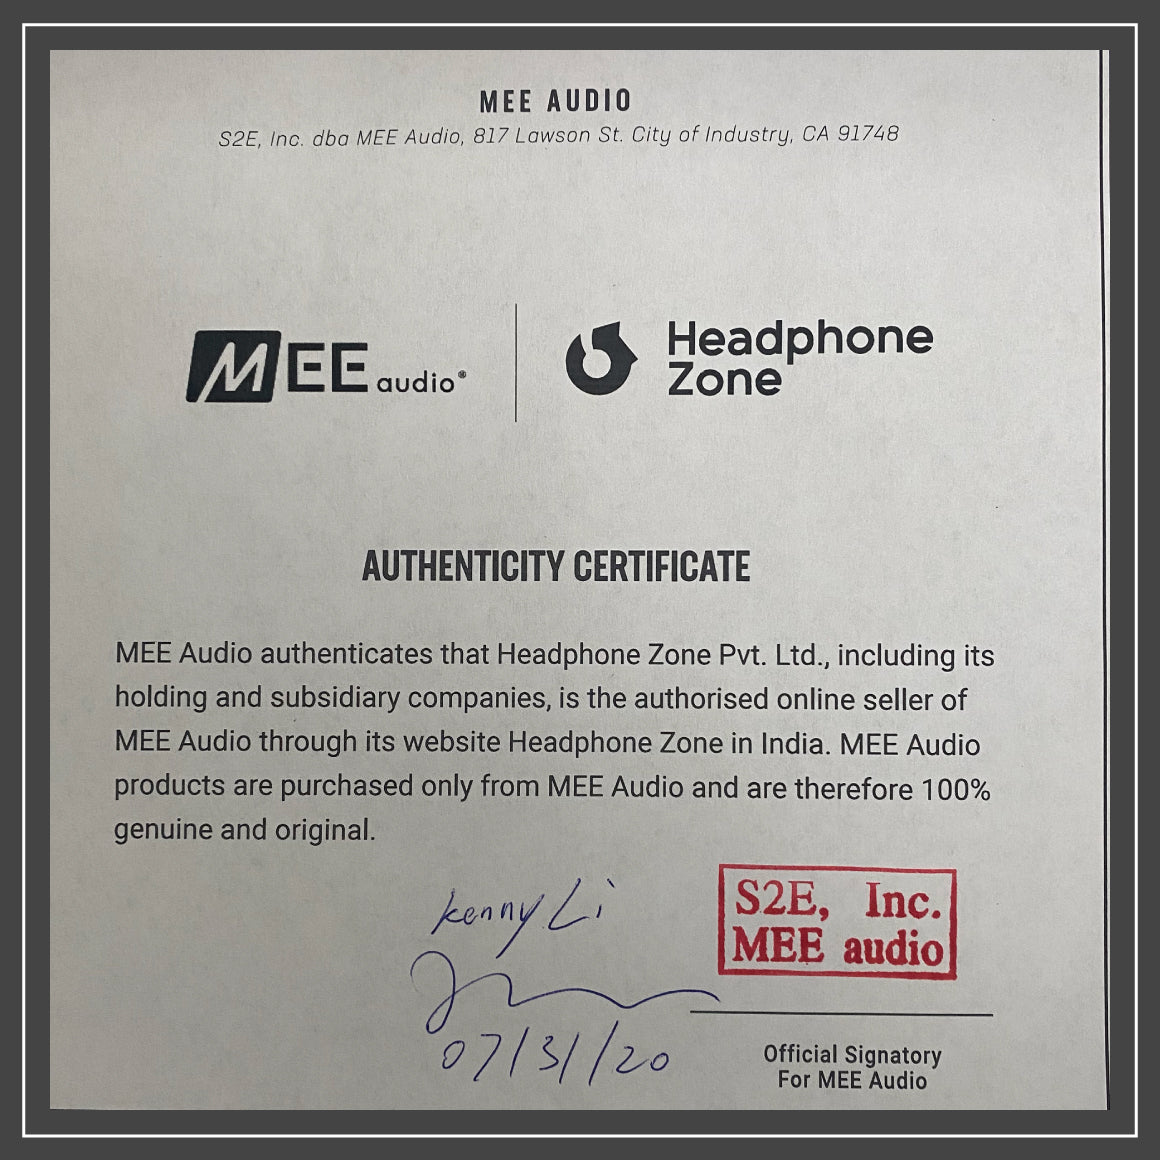 MEE AUDIO
S2E, Inc. dba MEE Audio, 817 Lawson St. City of Industry, CA 91748
MEE audio®
Headphone
Zone
AUTHENTICITY CERTIFICATE
MEE Audio authenticates that Headphone Zone Pvt. Ltd., including its
holding and subsidiary companies, is the authorised online seller of
MEE Audio through its website Headphone Zone in India. MEE Audio
products are purchased only from MEE Audio and are therefore 100%
genuine and original.
Kenny Li
S2E, Inc.
MEE audio
07/31/20
Official Signatory
For MEE Audio